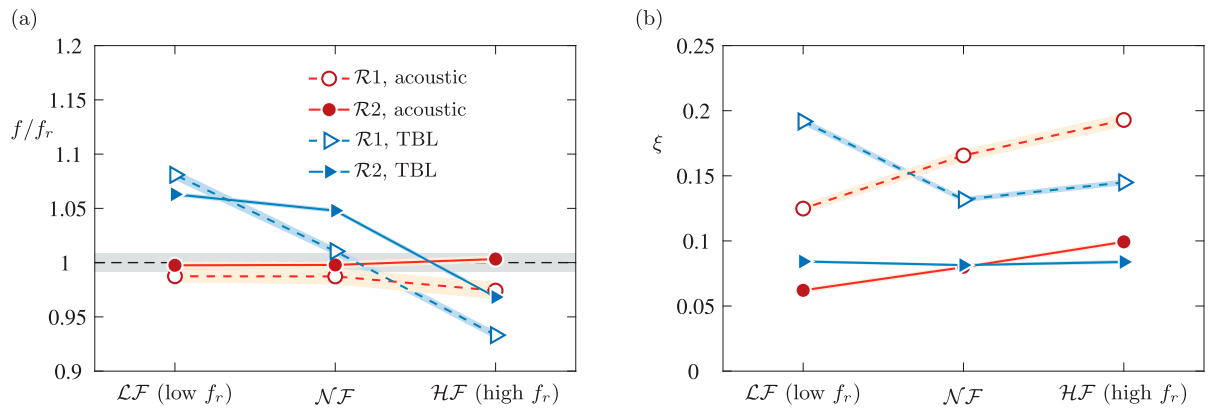 (a)
1.2
1.15
1.1
1.05
1
0.95
0.9
f/f_r
ℛ1, acoustic
ℛ2, acoustic
ℛ1, TBL
ℛ2, TBL
ℒℱ (low f_r)
𝒩ℱ
ℋℱ (high f_r)
(b)
0.25
0.2
0.15
0.1
0.05
0
ξ
ℒℱ (low f_r)
𝒩ℱ
ℋℱ (high f_r)